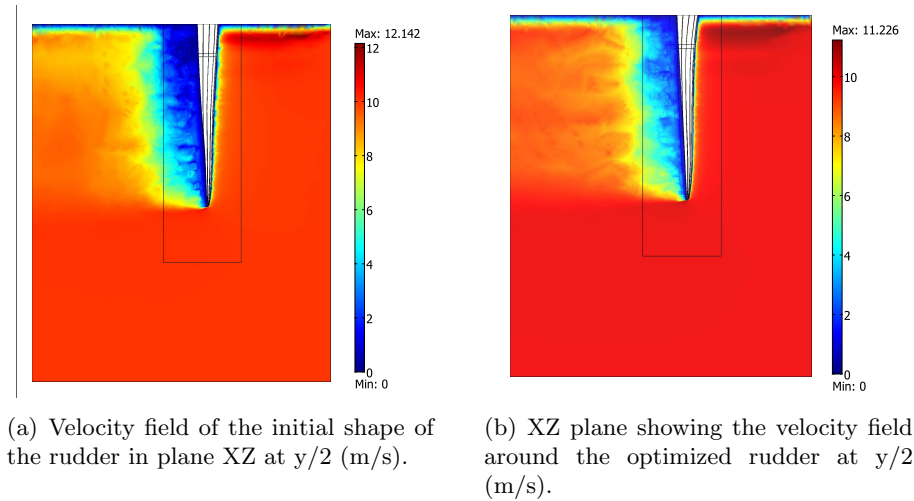 Max: 12.142
12
10
8
6
4
2
0
Min: 0
(a) Velocity field of the initial shape of
the rudder in plane XZ at y/2 (m/s).
Max: 11.226
10
8
6
4
2
0
Min: 0
(b) XZ plane showing the velocity field
around the optimized rudder at y/2
(m/s).